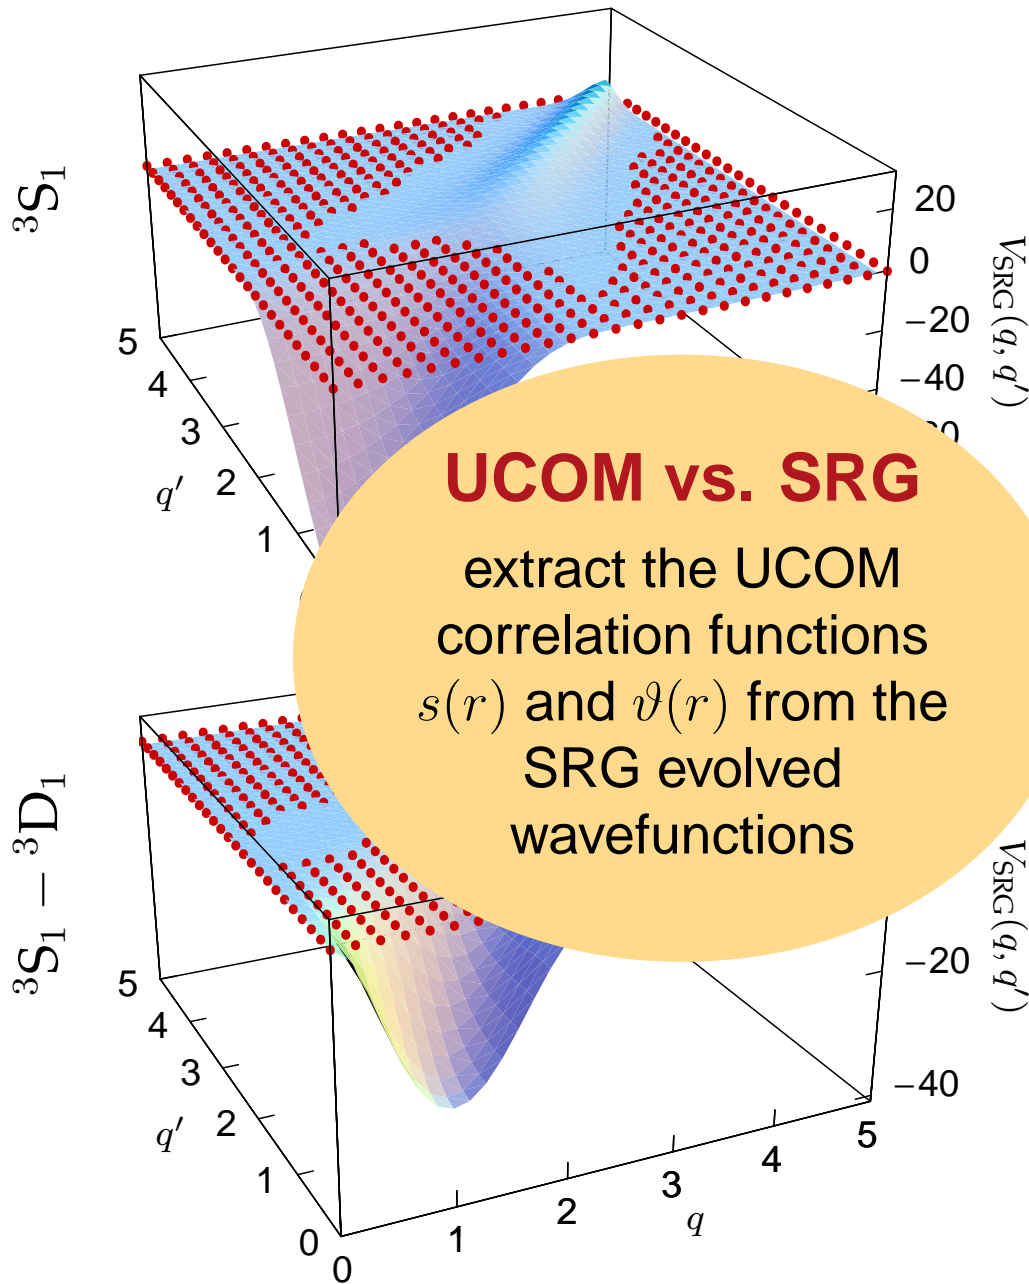 ³S₁
20
0
−20
−40
V_SRG(q, q′)
5
4
3
2
1
q′
UCOM vs. SRG
extract the UCOM
correlation functions
s(r) and ϑ(r) from the
SRG evolved
wavefunctions
³S₁ − ³D₁
V_SRG(q, q′)
−20
−40
5
4
3
2
1
0
q′
0
1
2
3
4
5
q